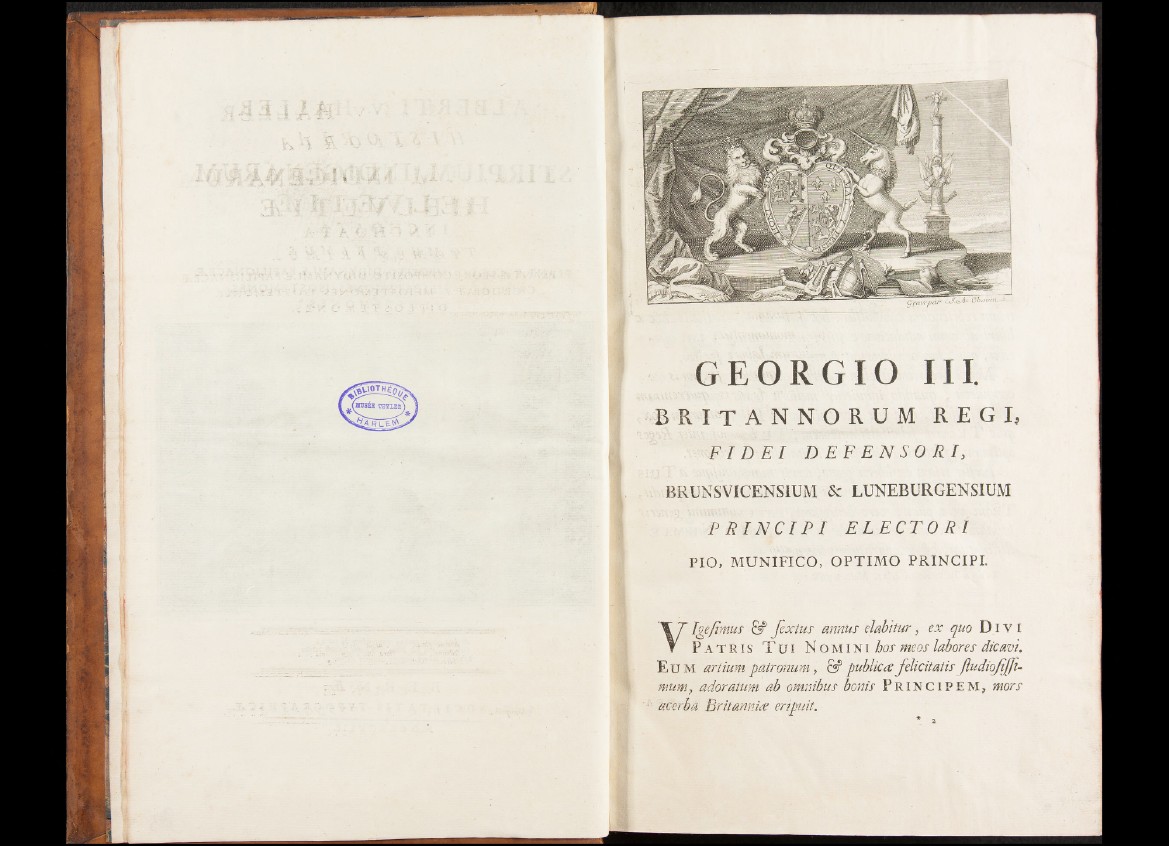 BIBLIOTHÈQUE
MUSÉE TEYLER
HARLEM
GEORGIO III.
BRITANNORUM REGI,
FIDEI DEFENSORI,
BRUNSVICENSIUM & LUNEBURGENSIUM
PRINCIPI ELECTORI
PIO, MUNIFICO, OPTIMO PRINCIPI.
VIgeſimus & ſextus annus elabitur, ex quo DIVI
PATRIS TUI NOMINI hos meos labores dicavi.
EUM artium patronum, & publicæ felicitatis ſtudioſiſſi-
mum, adoratum ab omnibus bonis PRINCIPEM, mors
acerba Britanniæ eripuit.
* 2